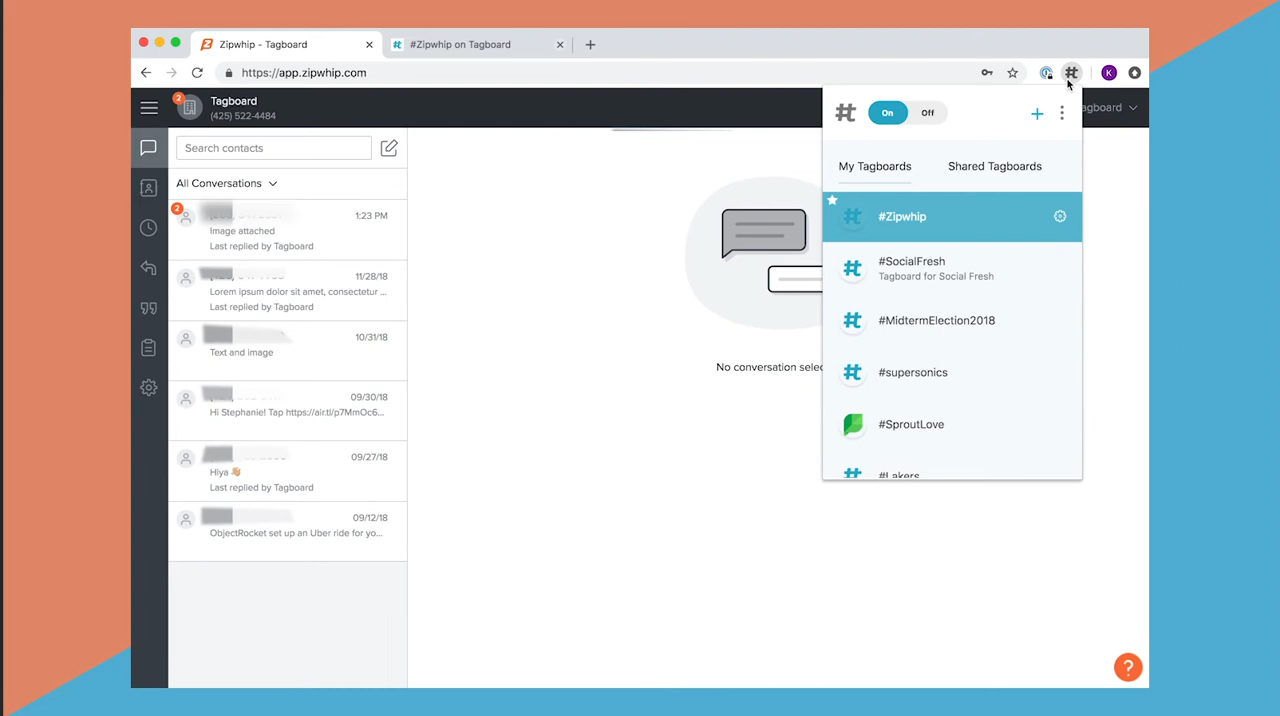 Zipwhip - Tagboard
#Zipwhip on Tagboard
https://app.zipwhip.com
K
2
Tagboard
(425) 522-4484
agboard
Search contacts
All Conversations
2
1:23 PM
Image attached
Last replied by Tagboard
11/28/18
Lorem ipsum dolor sit amet, consectetur ...
Last replied by Tagboard
10/31/18
Text and image
09/30/18
Hi Stephanie! Tap https://air.tl/p7MmOc6...
09/27/18
Hiya 👋🏼
Last replied by Tagboard
09/12/18
ObjectRocket set up an Uber ride for yo...
No conversation selec
On
Off
My Tagboards
Shared Tagboards
#Zipwhip
#SocialFresh
Tagboard for Social Fresh
#MidtermElection2018
#supersonics
#SproutLove
#Lakers
?